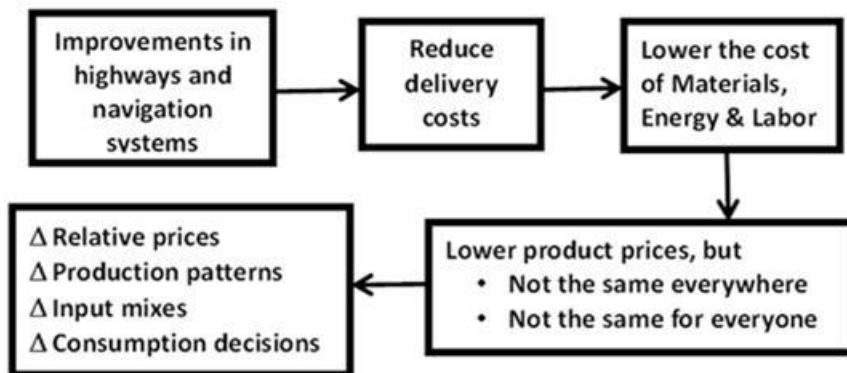 Improvements in
highways and
navigation
systems
Reduce
delivery
costs
Lower the cost
of Materials,
Energy & Labor
Lower product prices, but
• Not the same everywhere
• Not the same for everyone
Δ Relative prices
Δ Production patterns
Δ Input mixes
Δ Consumption decisions